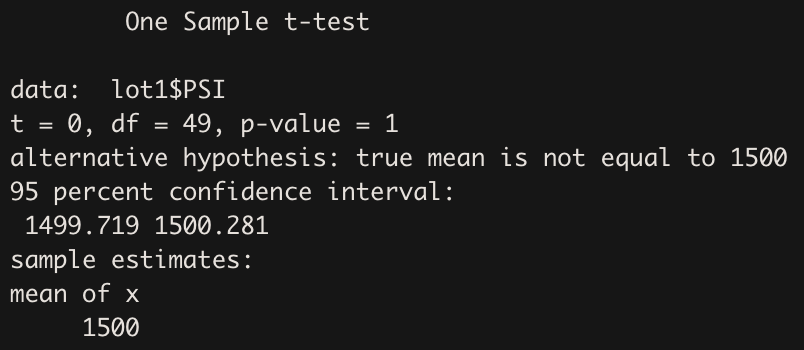 One Sample t-test
data:  lot1$PSI
t = 0, df = 49, p-value = 1
alternative hypothesis: true mean is not equal to 1500
95 percent confidence interval:
1499.719 1500.281
sample estimates:
mean of x
1500